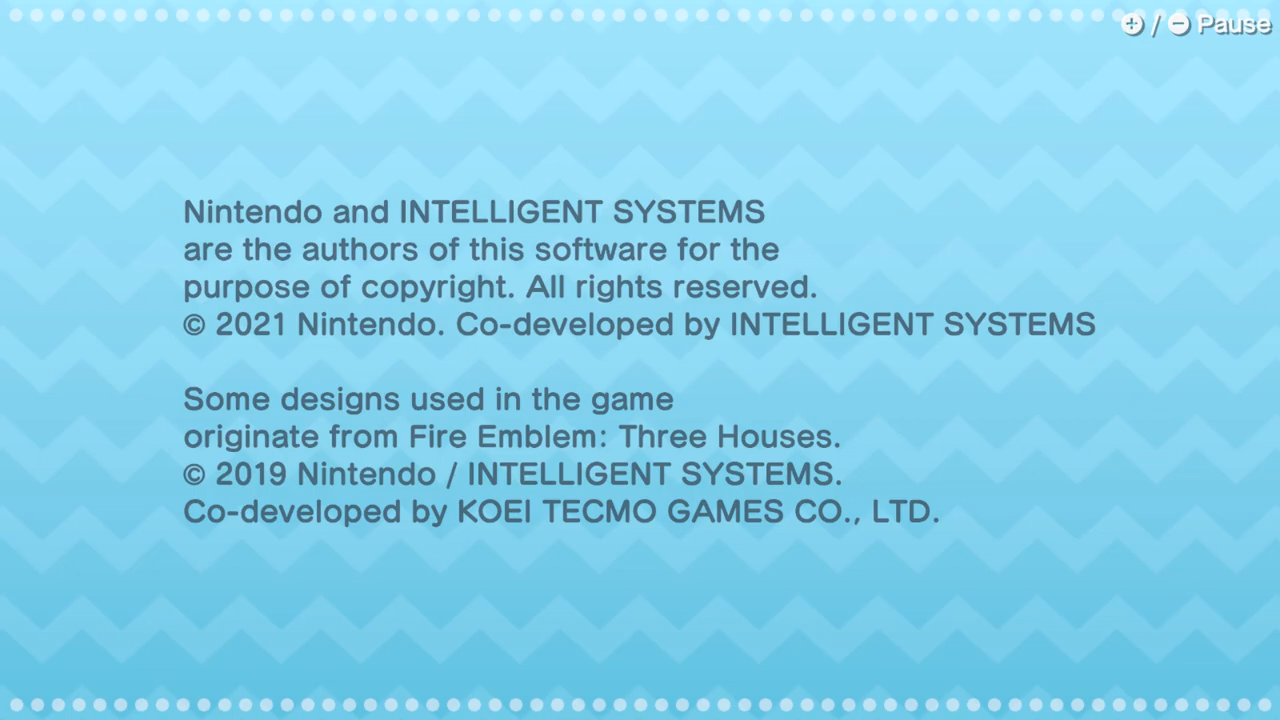 ⊕ / ⊖ Pause
Nintendo and INTELLIGENT SYSTEMS
are the authors of this software for the
purpose of copyright. All rights reserved.
© 2021 Nintendo. Co-developed by INTELLIGENT SYSTEMS
Some designs used in the game
originate from Fire Emblem: Three Houses.
© 2019 Nintendo / INTELLIGENT SYSTEMS.
Co-developed by KOEI TECMO GAMES CO., LTD.